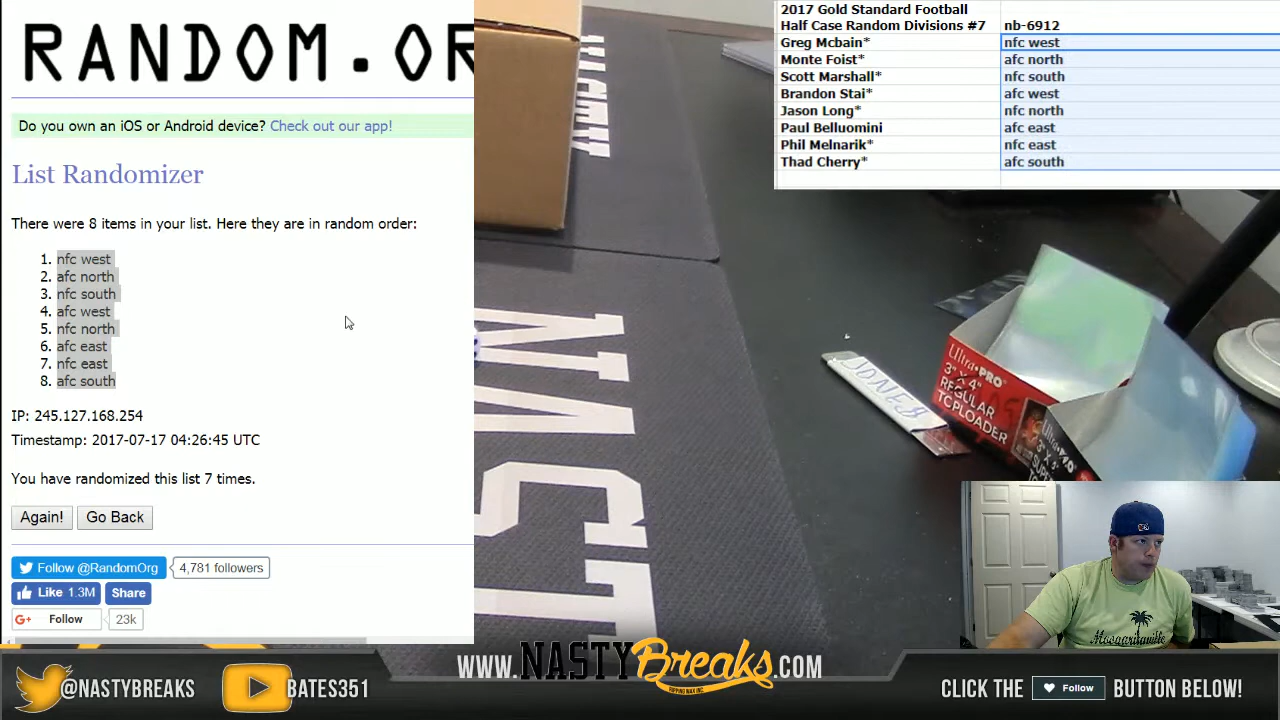 RANDOM.OR
Do you own an iOS or Android device? Check out our app!
List Randomizer
There were 8 items in your list. Here they are in random order:
1. nfc west
2. afc north
3. nfc south
4. afc west
5. nfc north
6. afc east
7. nfc east
8. afc south
IP: 245.127.168.254
Timestamp: 2017-07-17 04:26:45 UTC
You have randomized this list 7 times.
Again! Go Back
Follow @RandomOrg 4,781 followers
Like 1.3M Share
G+ Follow 23k
2017 Gold Standard Football
Half Case Random Divisions #7 nb-6912
Greg Mcbain* nfc west
Monte Foist* afc north
Scott Marshall* nfc south
Brandon Stai* afc west
Jason Long* nfc north
Paul Belluomini afc east
Phil Melnarik* nfc east
Thad Cherry* afc south
Ultra PRO
3" X 4"
REGULAR
TOPLOADER
Ultra PRO
3" X
NAST
@NASTYBREAKS
BATES351
WWW.NASTYBreaks.COM
RIPPING WAX INC.
CLICK THE Follow BUTTON BELOW!